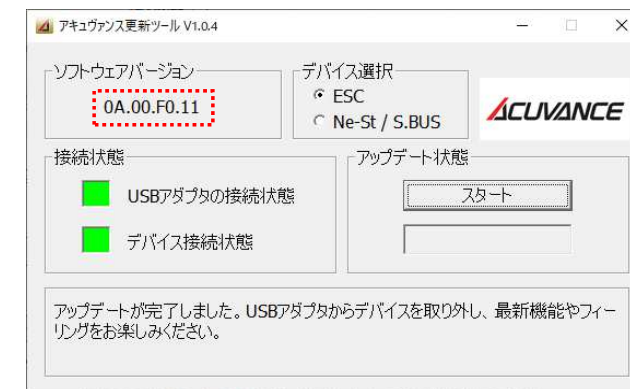 アキュヴァンス更新ツール V1.0.4
ソフトウェアバージョン
0A.00.F0.11
デバイス選択
ESC
Ne-St / S.BUS
ACUVANCE
接続状態
USBアダプタの接続状態
デバイス接続状態
アップデート状態
スタート
アップデートが完了しました。USBアダプタからデバイスを取り外し、最新機能やフィー
リングをお楽しみください。